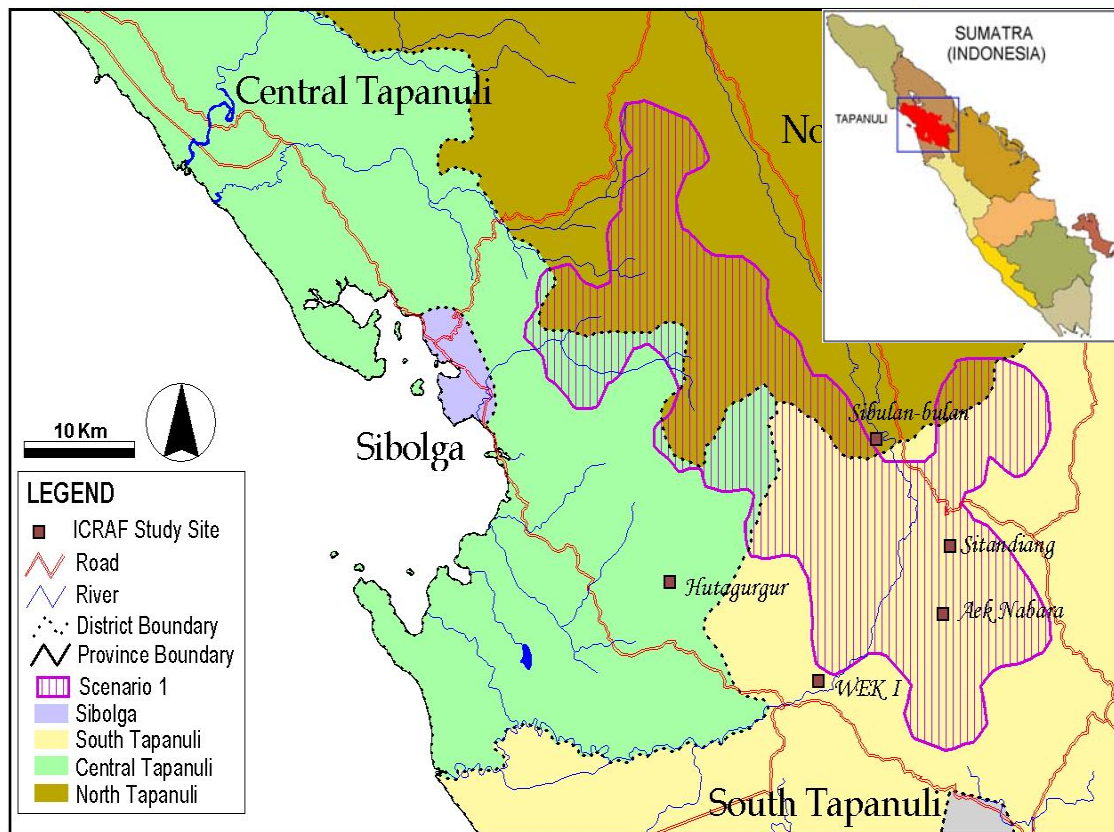 Central Tapanuli
No
SUMATRA
(INDONESIA)
TAPANULI
Sibulan-bulan
Sibolga
Sitandiang
Hutagurgur
Aek Nabara
WEK I
South Tapanuli
10 Km
LEGEND
ICRAF Study Site
Road
River
District Boundary
Province Boundary
Scenario 1
Sibolga
South Tapanuli
Central Tapanuli
North Tapanuli